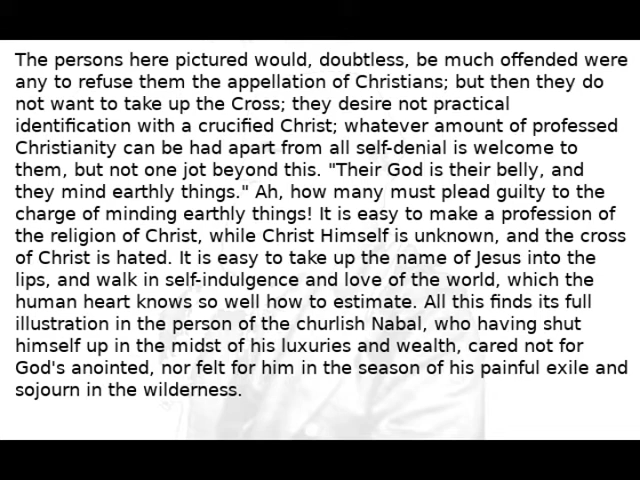 The persons here pictured would, doubtless, be much offended were
any to refuse them the appellation of Christians; but then they do
not want to take up the Cross; they desire not practical
identification with a crucified Christ; whatever amount of professed
Christianity can be had apart from all self-denial is welcome to
them, but not one jot beyond this. "Their God is their belly, and
they mind earthly things." Ah, how many must plead guilty to the
charge of minding earthly things! It is easy to make a profession of
the religion of Christ, while Christ Himself is unknown, and the cross
of Christ is hated. It is easy to take up the name of Jesus into the
lips, and walk in self-indulgence and love of the world, which the
human heart knows so well how to estimate. All this finds its full
illustration in the person of the churlish Nabal, who having shut
himself up in the midst of his luxuries and wealth, cared not for
God's anointed, nor felt for him in the season of his painful exile and
sojourn in the wilderness.